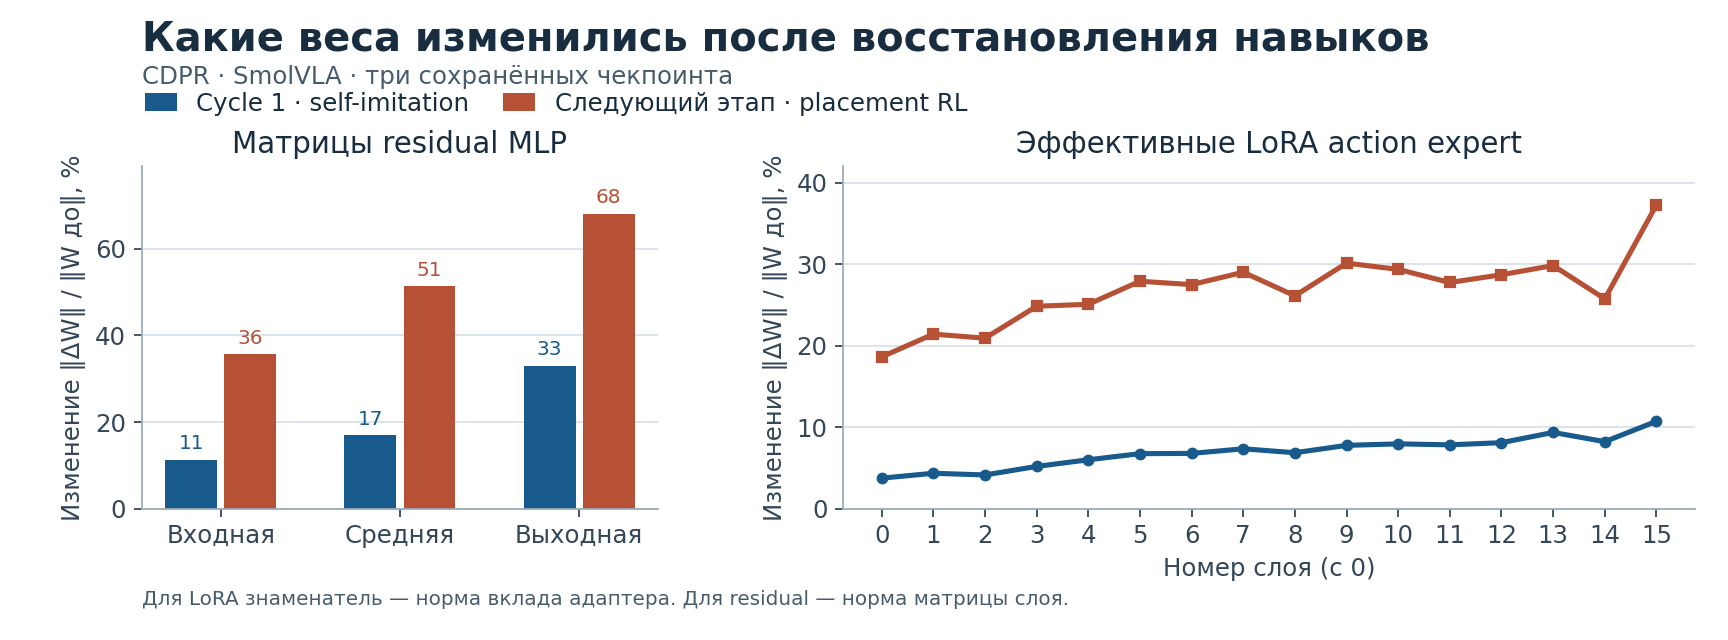 Какие веса изменились после восстановления навыков
CDPR · SmolVLA · три сохранённых чекпоинта
Cycle 1 · self-imitation
Следующий этап · placement RL
Матрицы residual MLP
Изменение ‖ΔW‖ / ‖W до‖, %
60
40
20
0
11
36
17
51
33
68
Входная
Средняя
Выходная
Эффективные LoRA action expert
Изменение ‖ΔW‖ / ‖W до‖, %
40
30
20
10
0
0 1 2 3 4 5 6 7 8 9 10 11 12 13 14 15
Номер слоя (с 0)
Для LoRA знаменатель — норма вклада адаптера. Для residual — норма матрицы слоя.